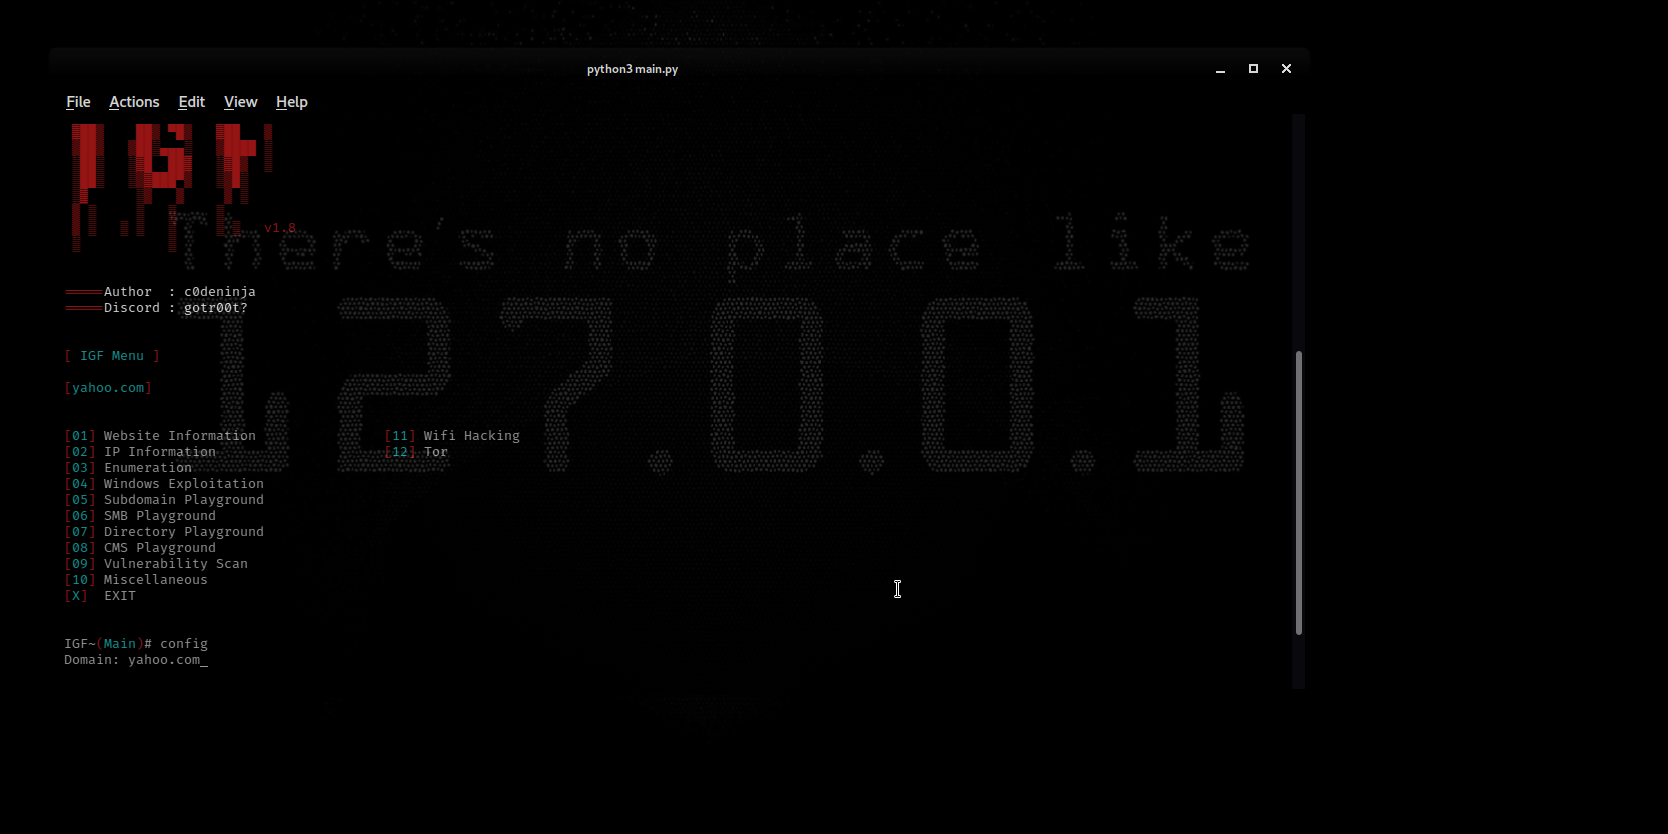 python3 main.py
File Actions Edit View Help
IGF
v1.8
There's no place like
127.0.0.1
=====Author  : c0deninja
=====Discord : gotr00t?
[ IGF Menu ]
[yahoo.com]
[01] Website Information [11] Wifi Hacking
[02] IP Information [12] Tor
[03] Enumeration
[04] Windows Exploitation
[05] Subdomain Playground
[06] SMB Playground
[07] Directory Playground
[08] CMS Playground
[09] Vulnerability Scan
[10] Miscellaneous
[X]  EXIT
IGF~(Main)# config
Domain: yahoo.com_